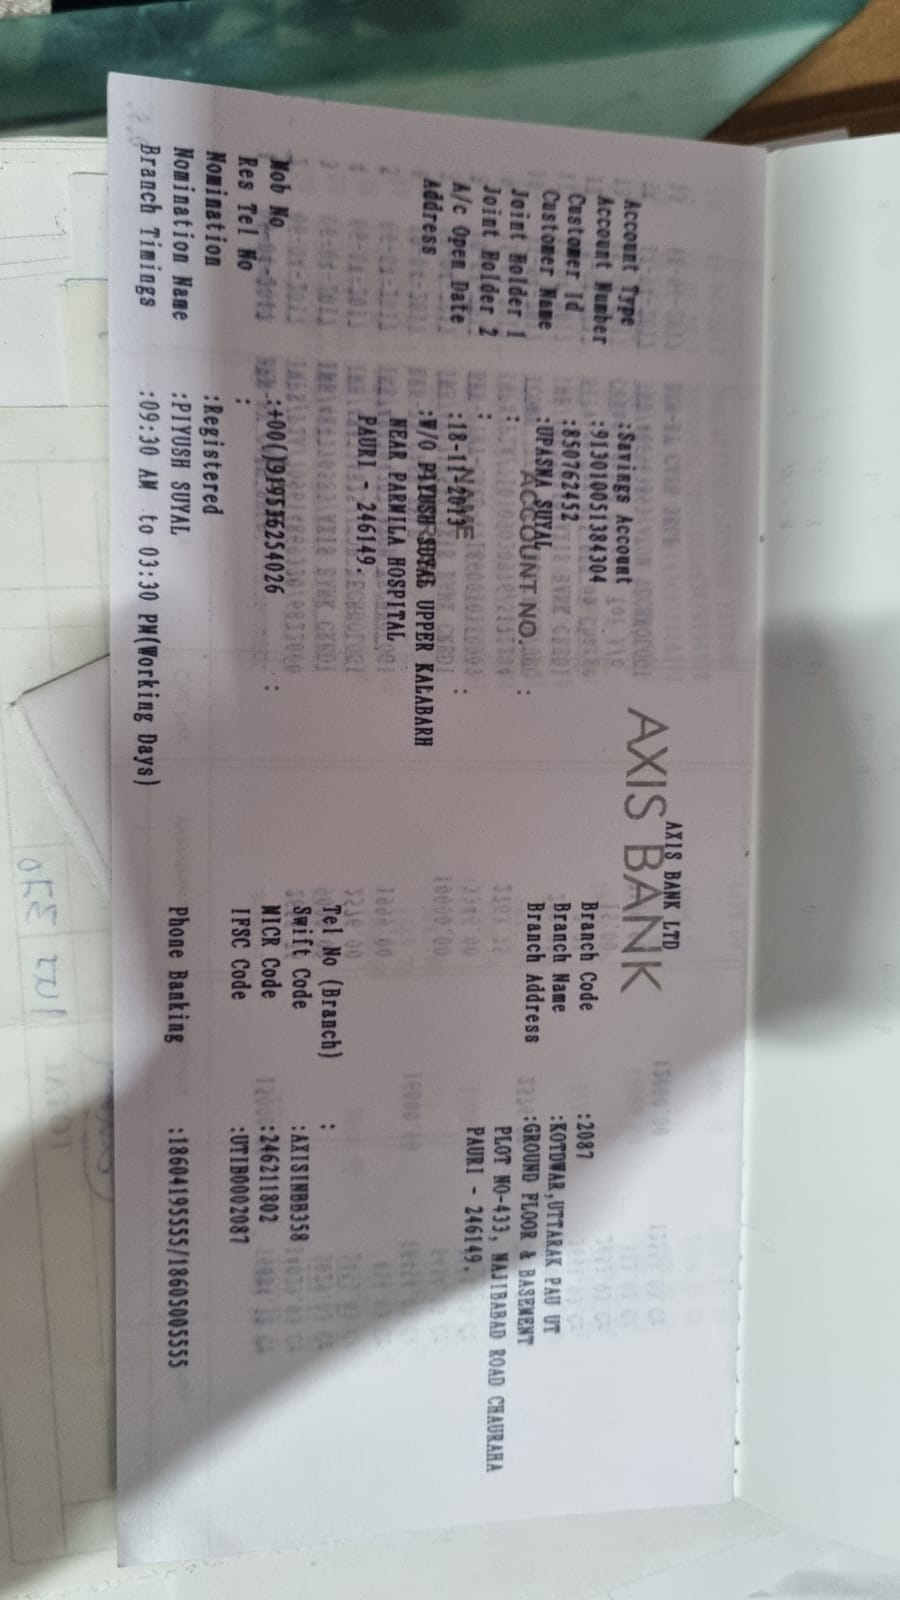 AXIS BANK LTD
AXIS BANK
Account Type :Savings Account
Account Number :913010051384304
Customer Id :850762452
Customer Name :UPASNA SUYAL
ACCOUNT NO.
Joint Holder 1 : :
Joint Holder 2 :
NAME
A/c Open Date :18-11-2013 :
Address :W/O PIYUSH SUYAL UPPER KALABARH
NEAR PARMILA HOSPITAL
PAURI - 246149.
Mob No :+00()919536254026 :
Res Tel No :
Nomination :Registered
Nomination Name :PIYUSH SUYAL
Branch Timings :09:30 AM to 03:30 PM(Working Days)
Branch Code :2087
Branch Name :KOTDWAR,UTTARAK PAU UT
Branch Address :GROUND FLOOR & BASEMENT
PLOT NO-433, NAJIBABAD ROAD CHAURAHA
PAURI - 246149.
Tel No (Branch) :
Swift Code :AXISINBB358
MICR Code :246211802
IFSC Code :UTIB0002087
Phone Banking :18604195555/18605005555